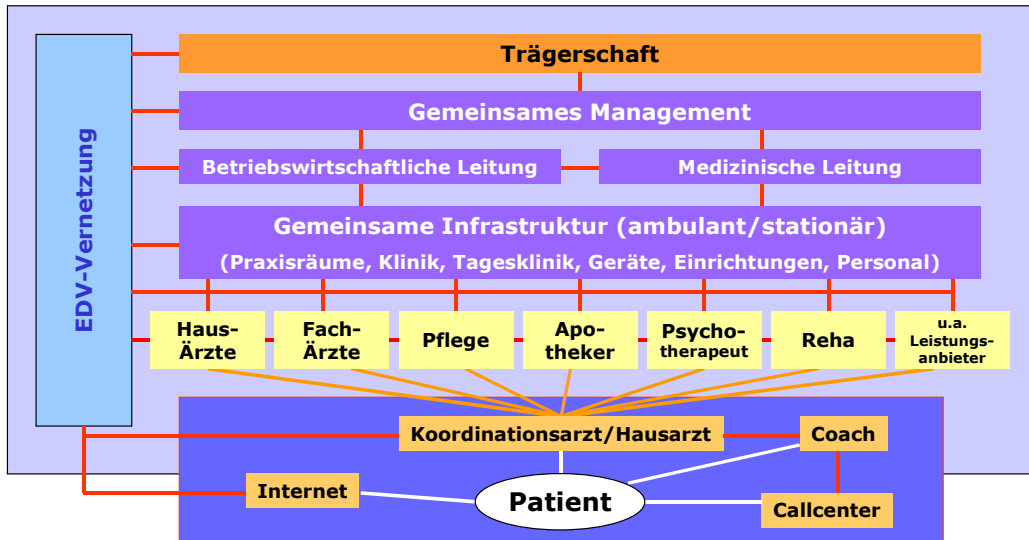 EDV-Vernetzung
Trägerschaft
Gemeinsames Management
Betriebswirtschaftliche Leitung
Medizinische Leitung
Gemeinsame Infrastruktur (ambulant/stationär)
(Praxisräume, Klinik, Tagesklinik, Geräte, Einrichtungen, Personal)
Haus-
Ärzte
Fach-
Ärzte
Pflege
Apo-
theker
Psycho-
therapeut
Reha
u.a.
Leistungs-
anbieter
Koordinationsarzt/Hausarzt
Coach
Internet
Patient
Callcenter